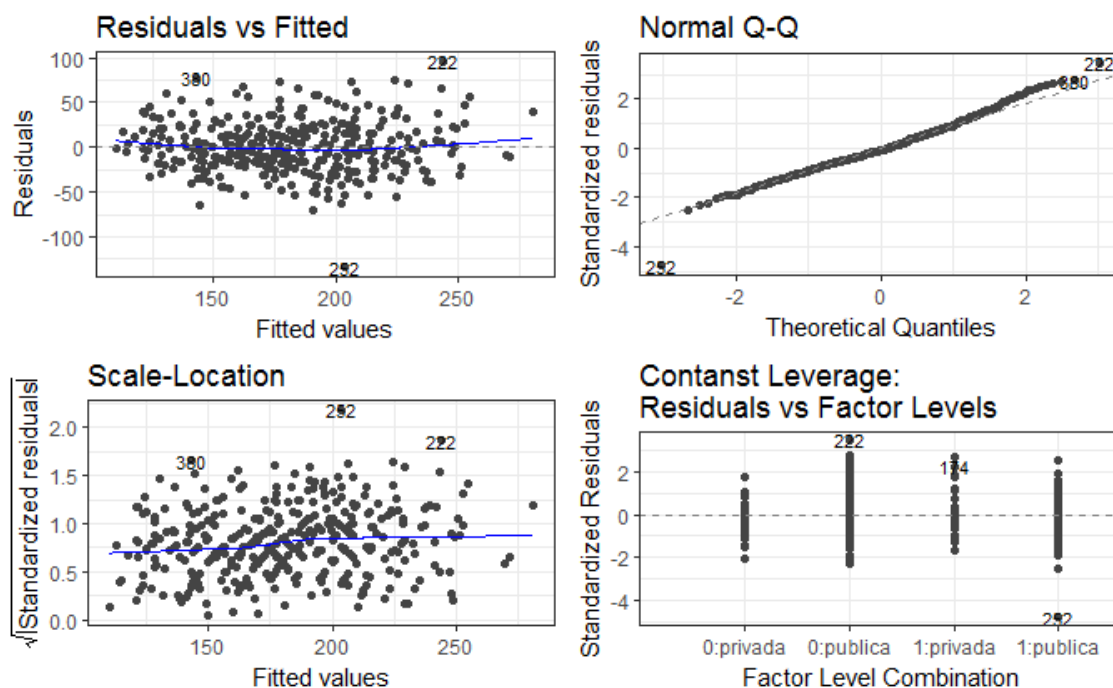 Residuals vs Fitted
Residuals
100
50
0
-50
-100
380
222
292
150
200
250
Fitted values
Normal Q-Q
Standardized residuals
2
0
-2
-4
222
380
292
-2
0
2
Theoretical Quantiles
Scale-Location
√|Standardized residuals|
2.0
1.5
1.0
0.5
0.0
292
222
380
150
200
250
Fitted values
Contanst Leverage:
Residuals vs Factor Levels
Standardized Residuals
2
0
-2
-4
222
174
292
0:privada
0:publica
1:privada
1:publica
Factor Level Combination